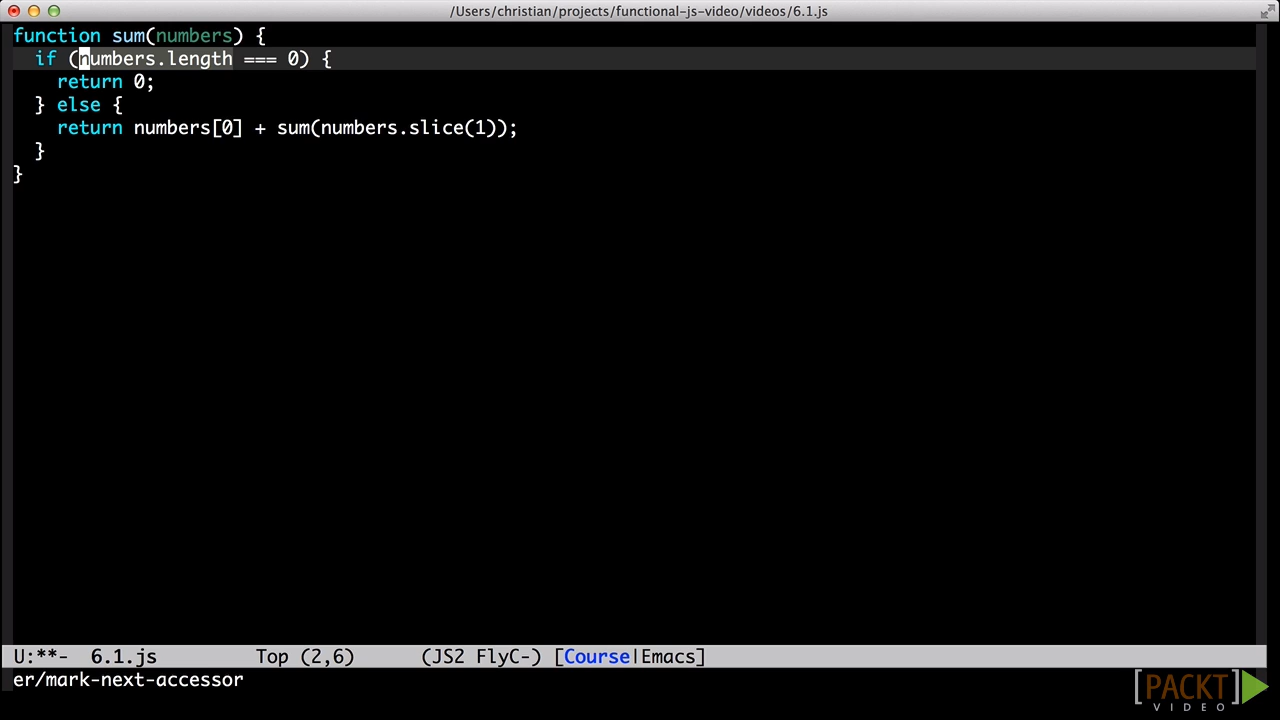 /Users/christian/projects/functional-js-video/videos/6.1.js
function sum(numbers) {
  if (numbers.length === 0) {
    return 0;
  } else {
    return numbers[0] + sum(numbers.slice(1));
  }
}
U:**-  6.1.js         Top (2,6)      (JS2 FlyC-) [Course|Emacs]
er/mark-next-accessor
[PACKT]
VIDEO